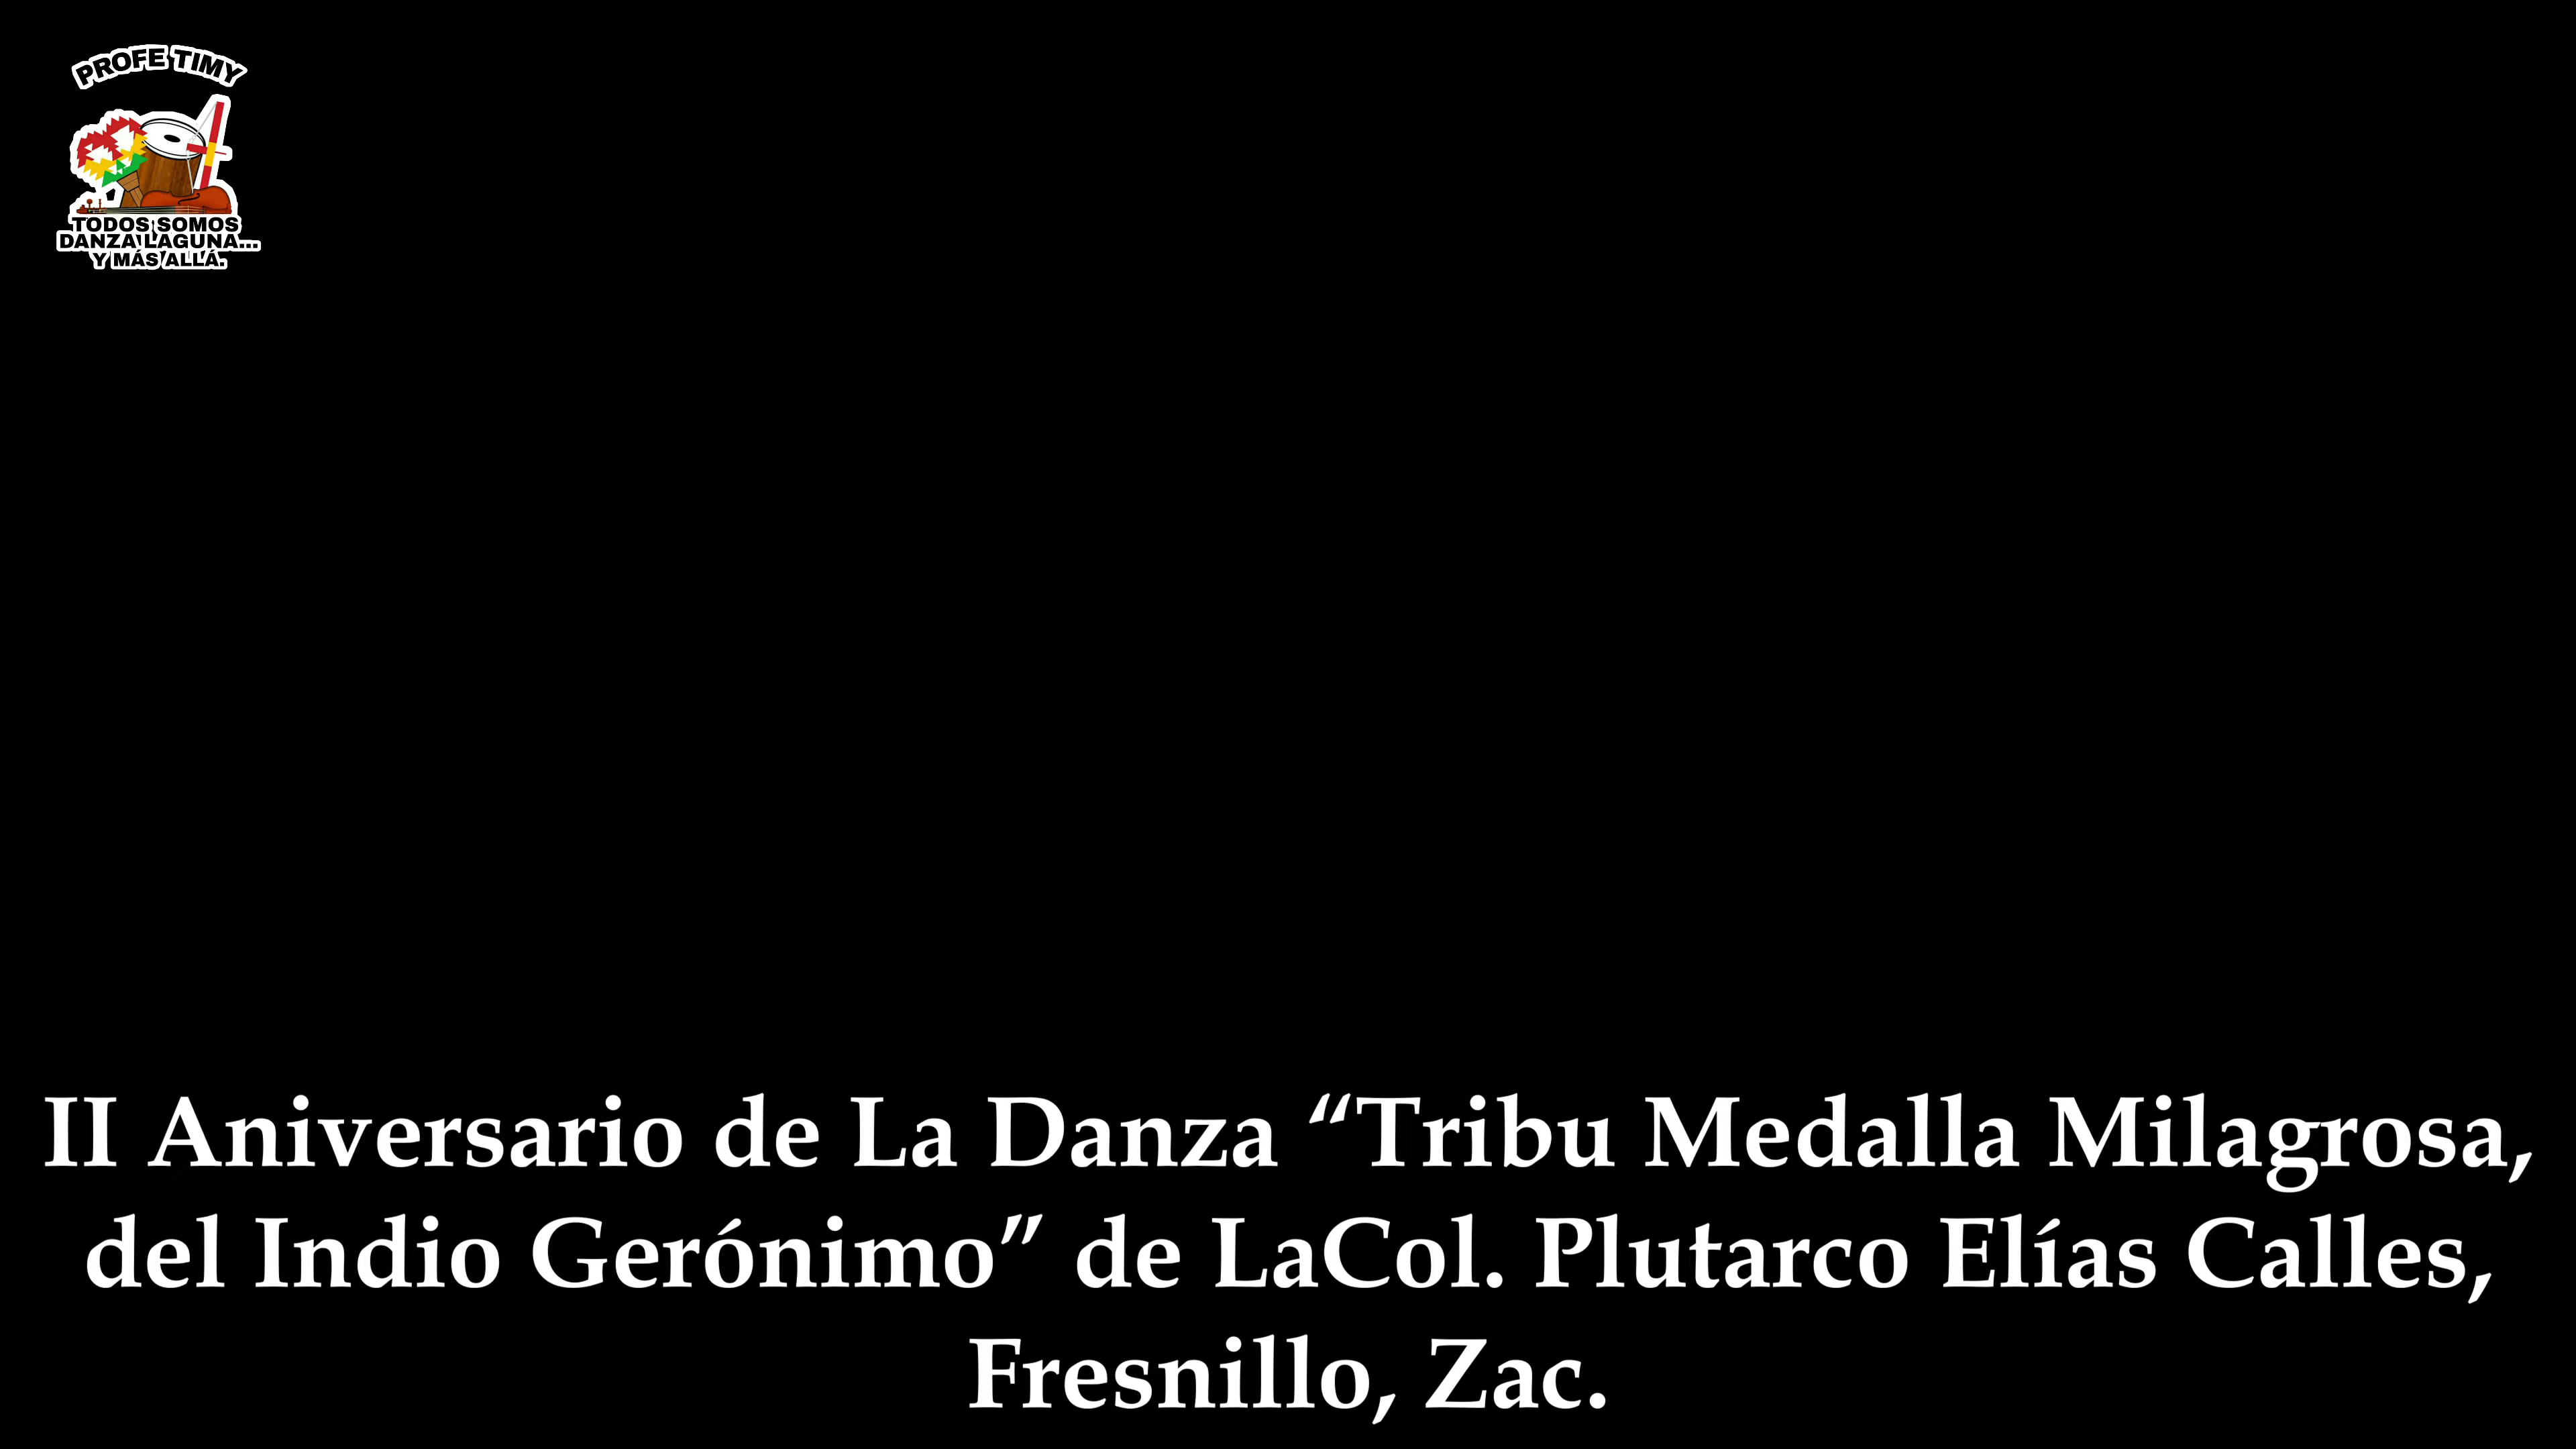 PROFE TIMY
TODOS SOMOS
DANZA LAGUNA...
Y MÁS ALLÁ.
II Aniversario de La Danza “Tribu Medalla Milagrosa,
del Indio Gerónimo” de LaCol. Plutarco Elías Calles,
Fresnillo, Zac.